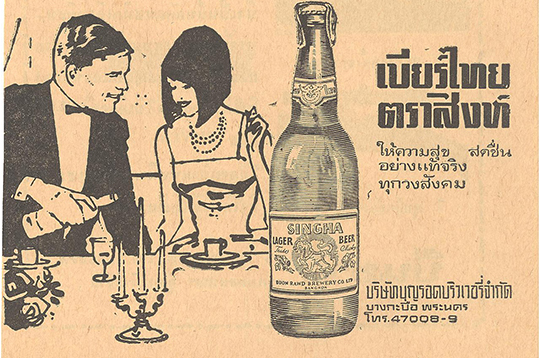 เบียร์ไทย
ตราสิงห์
ให้ความสุข สดชื่น
อย่างแท้จริง
ทุกวงสังคม
SINGHA
LAGER BEER
BOON RAWD BREWERY CO. LTD
BANGKOK
บริษัทบุญรอดบริวเวอรี่จำกัด
บางกะบือ พระนคร
โทร.47008-9